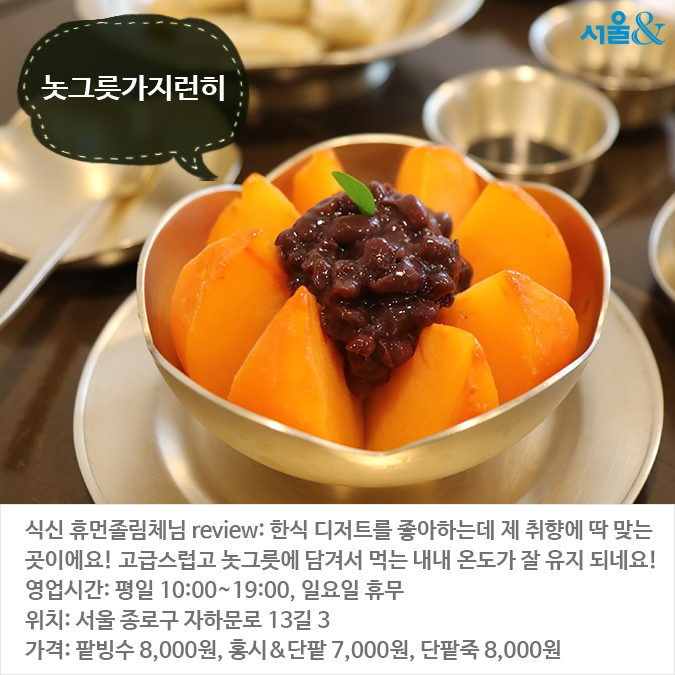 서울&
놋그릇가지런히
식신 휴먼졸림체님 review: 한식 디저트를 좋아하는데 제 취향에 딱 맞는
곳이에요! 고급스럽고 놋그릇에 담겨서 먹는 내내 온도가 잘 유지 되네요!
영업시간: 평일 10:00~19:00, 일요일 휴무
위치: 서울 종로구 자하문로 13길 3
가격: 팥빙수 8,000원, 홍시&단팥 7,000원, 단팥죽 8,000원